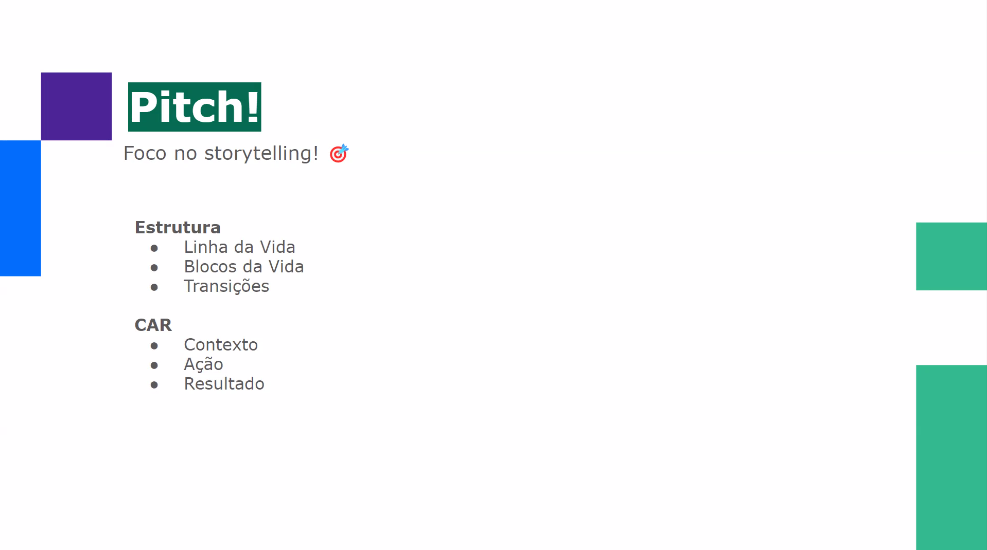 Pitch!
Foco no storytelling! 🎯
Estrutura
● Linha da Vida
● Blocos da Vida
● Transições
CAR
● Contexto
● Ação
● Resultado